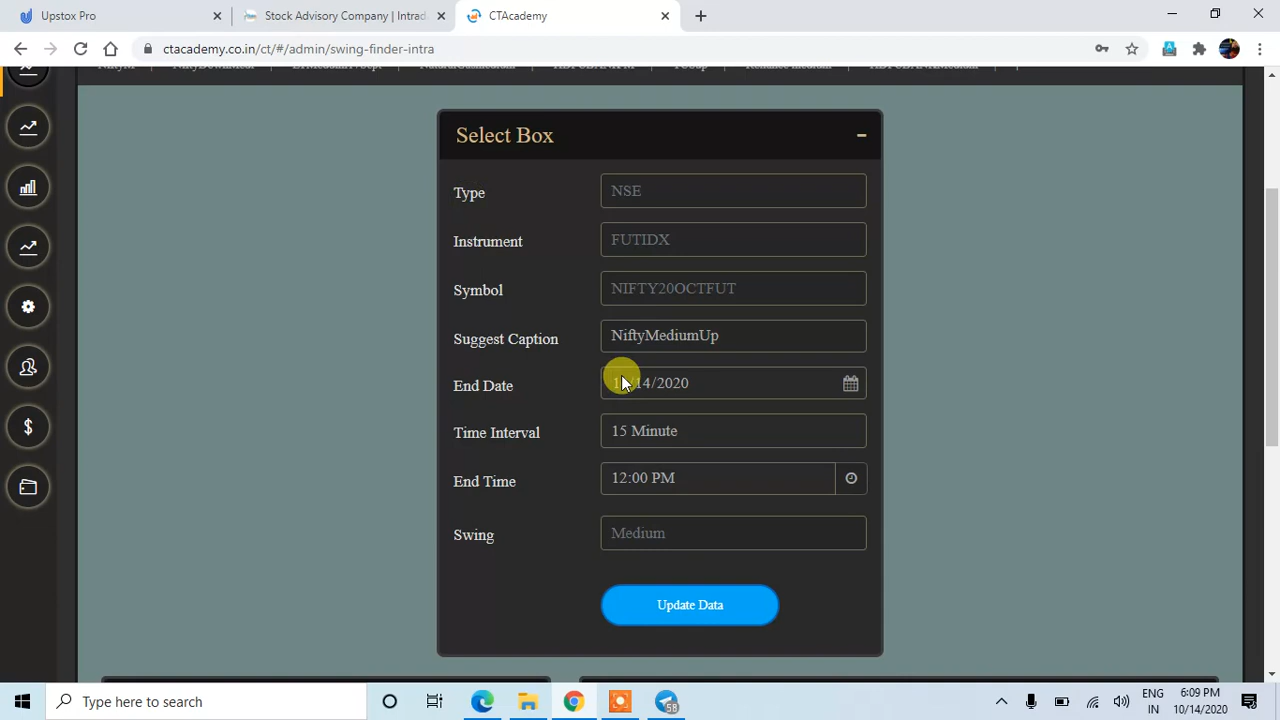 Upstox Pro
Stock Advisory Company | Intrad
CTAcademy
ctacademy.co.in/ct/#/admin/swing-finder-intra
Select Box
Type
NSE
Instrument
FUTIDX
Symbol
NIFTY20OCTFUT
Suggest Caption
NiftyMediumUp
End Date
/14/2020
Time Interval
15 Minute
End Time
12:00 PM
Swing
Medium
Update Data
Type here to search
58
ENG
IN
6:09 PM
10/14/2020